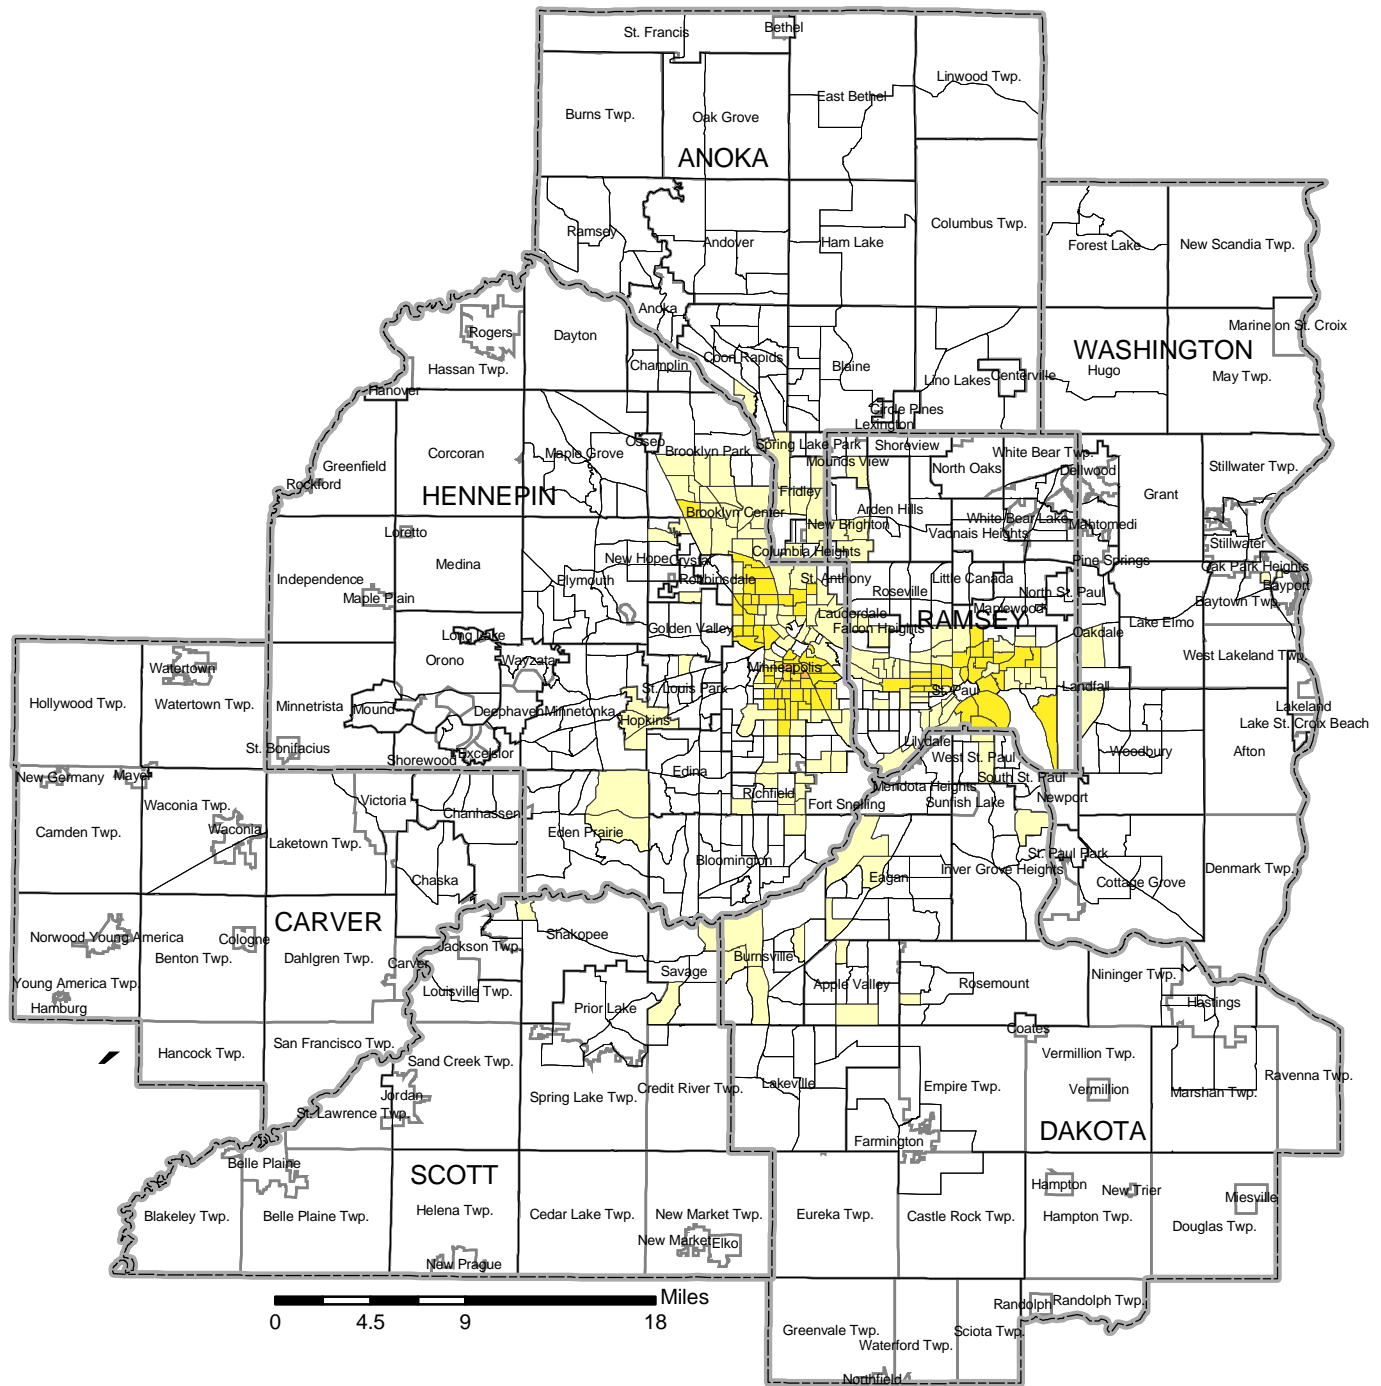 St. Francis
Bethel
Linwood Twp.
East Bethel
Burns Twp.
Oak Grove
ANOKA
Columbus Twp.
Ramsey
Andover
Ham Lake
Forest Lake
New Scandia Twp.
Anoka
Rogers
Dayton
Marine on St. Croix
WASHINGTON
Hassan Twp.
Champlin
Coon Rapids
Blaine
Hugo
May Twp.
Lino Lakes
Centerville
Hanover
Circle Pines
Lexington
Corcoran
Osseo
Maple Grove
Brooklyn Park
Spring Lake Park
Shoreview
White Bear Twp.
Mounds View
North Oaks
Dellwood
Greenfield
Stillwater Twp.
Rockford
HENNEPIN
Fridley
Grant
Brooklyn Center
Arden Hills
White Bear Lake
New Brighton
Mahtomedi
Loretto
Vadnais Heights
Stillwater
Medina
New Hope
Crystal
Columbia Heights
Pine Springs
Oak Park Heights
Independence
Plymouth
Robbinsdale
St. Anthony
Little Canada
Bayport
Maple Plain
Roseville
North St. Paul
Baytown Twp.
Maplewood
Lauderdale
RAMSEY
Lake Elmo
Long Lake
Golden Valley
Falcon Heights
Oakdale
Orono
Wayzata
West Lakeland Twp.
Watertown
Minneapolis
St. Louis Park
St. Paul
Landfall
Hollywood Twp.
Watertown Twp.
Minnetrista
Mound
Deephaven
Minnetonka
Hopkins
Lakeland
Lake St. Croix Beach
St. Bonifacius
Excelsior
Lilydale
Woodbury
Afton
Shorewood
West St. Paul
New Germany
Mayer
Edina
South St. Paul
Mendota Heights
Victoria
Richfield
Fort Snelling
Sunfish Lake
Newport
Waconia Twp.
Chanhassen
Camden Twp.
Waconia
Laketown Twp.
Eden Prairie
St. Paul Park
Bloomington
Eagan
Inver Grove Heights
Denmark Twp.
Chaska
Cottage Grove
CARVER
Norwood Young America
Cologne
Shakopee
Jackson Twp.
Benton Twp.
Dahlgren Twp.
Carver
Savage
Burnsville
Nininger Twp.
Young America Twp.
Louisville Twp.
Apple Valley
Rosemount
Hamburg
Prior Lake
Hastings
Coates
San Francisco Twp.
Hancock Twp.
Sand Creek Twp.
Vermillion Twp.
Ravenna Twp.
Lakeville
Credit River Twp.
Empire Twp.
Vermillion
Marshan Twp.
Jordan
Spring Lake Twp.
St. Lawrence Twp.
DAKOTA
Farmington
Belle Plaine
SCOTT
Hampton
New Trier
Miesville
Blakeley Twp.
Belle Plaine Twp.
Helena Twp.
Cedar Lake Twp.
New Market Twp.
Eureka Twp.
Castle Rock Twp.
Hampton Twp.
Douglas Twp.
New Market
Elko
New Prague
Miles
0 4.5 9 18
Randolph
Randolph Twp.
Greenvale Twp.
Sciota Twp.
Waterford Twp.
Northfield